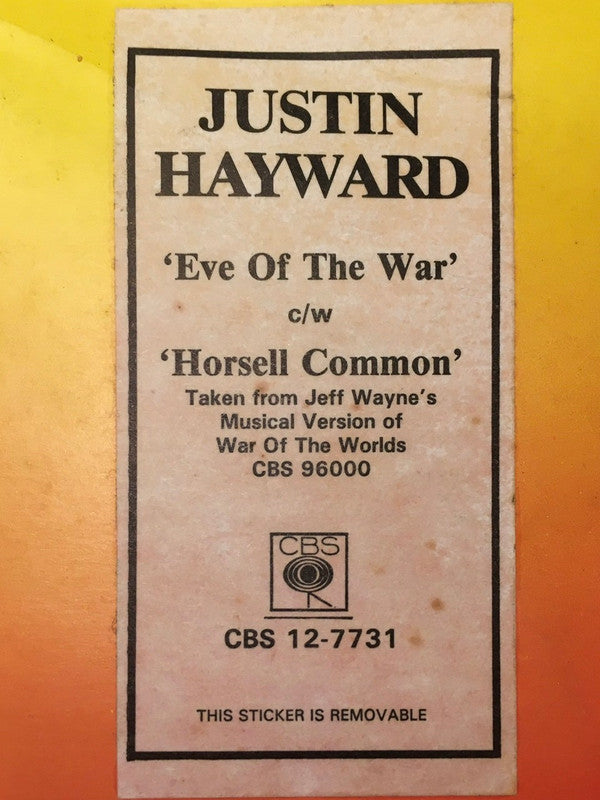 JUSTIN
HAYWARD
‘Eve Of The War’
c/w
‘Horsell Common’
Taken from Jeff Wayne’s
Musical Version of
War Of The Worlds
CBS 96000
CBS
CBS 12-7731
THIS STICKER IS REMOVABLE